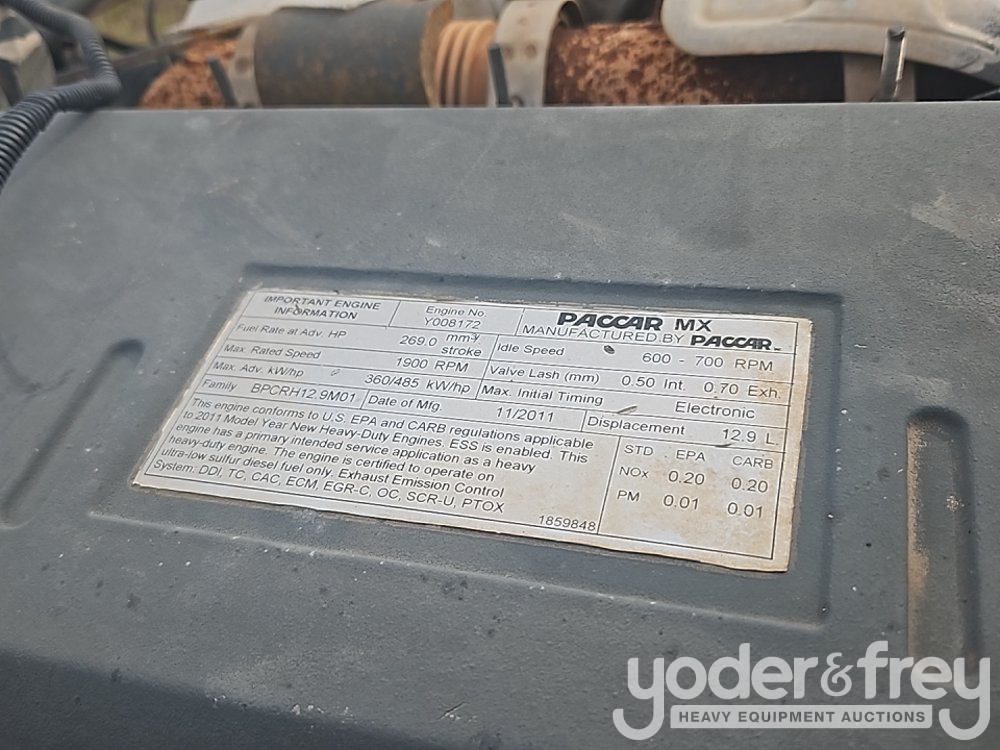 IMPORTANT ENGINE
INFORMATION
Engine No.
Y008172
PACCAR MX
MANUFACTURED BY PACCAR
Fuel Rate at Adv. HP 269.0 mm³/
stroke
Idle Speed 600 - 700 RPM
Max. Rated Speed 1900 RPM
Valve Lash (mm) 0.50 Int. 0.70 Exh.
Max. Adv. kW/hp 360/485 kW/hp
Max. Initial Timing Electronic
Family BPCRH12.9M01
Date of Mfg. 11/2011
Displacement 12.9 L
This engine conforms to U.S. EPA and CARB regulations applicable
to 2011 Model Year New Heavy-Duty Engines. ESS is enabled. This
engine has a primary intended service application as a heavy
heavy-duty engine. The engine is certified to operate on
ultra-low sulfur diesel fuel only. Exhaust Emission Control
System: DDI, TC, CAC, ECM, EGR-C, OC, SCR-U, PTOX
1859848
STD EPA CARB
NOx 0.20 0.20
PM 0.01 0.01
yoder&frey
HEAVY EQUIPMENT AUCTIONS